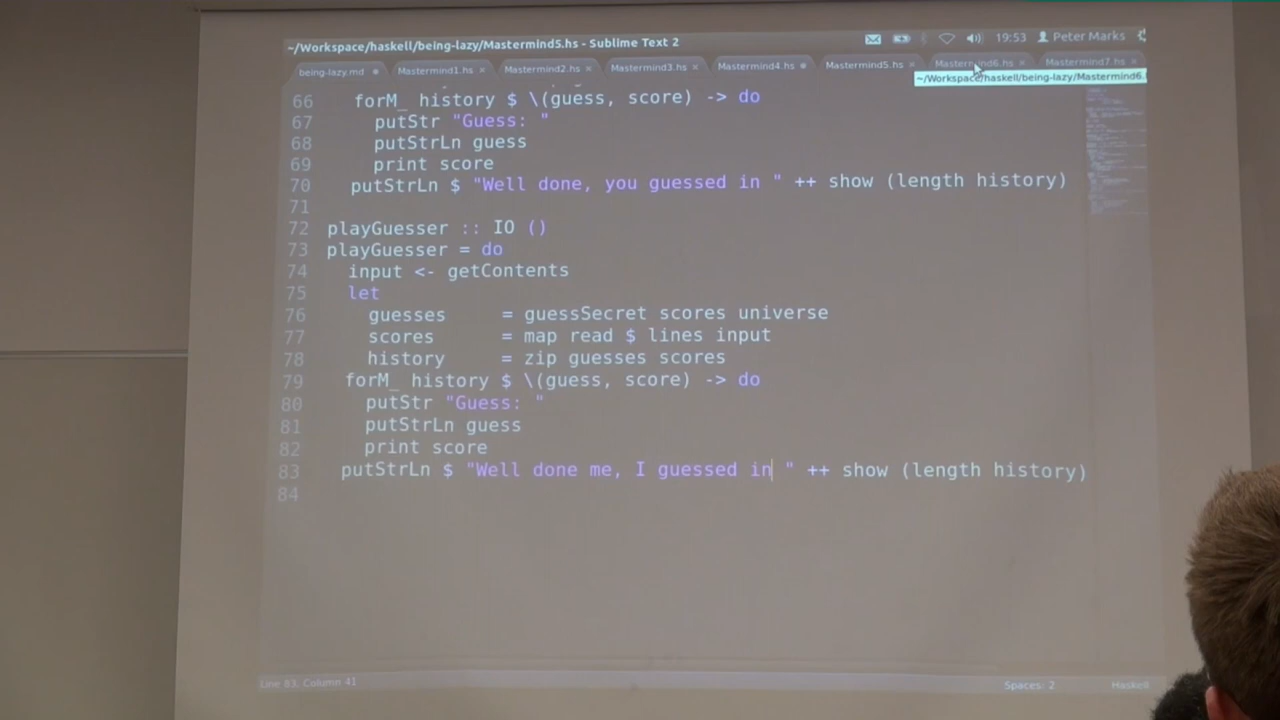 ~/Workspace/haskell/being-lazy/Mastermind5.hs - Sublime Text 2
19:53 Peter Marks
being-lazy.md Mastermind1.hs × Mastermind2.hs × Mastermind3.hs × Mastermind4.hs Mastermind5.hs × Mastermind6.hs × Mastermind7.hs ×
~/Workspace/haskell/being-lazy/Mastermind6.
66 forM_ history $ \(guess, score) -> do
67 putStr "Guess: "
68 putStrLn guess
69 print score
70 putStrLn $ "Well done, you guessed in " ++ show (length history)
71
72 playGuesser :: IO ()
73 playGuesser = do
74 input <- getContents
75 let
76 guesses = guessSecret scores universe
77 scores = map read $ lines input
78 history = zip guesses scores
79 forM_ history $ \(guess, score) -> do
80 putStr "Guess: "
81 putStrLn guess
82 print score
83 putStrLn $ "Well done me, I guessed in " ++ show (length history)
84
Line 83, Column 41
Spaces: 2
Haskell